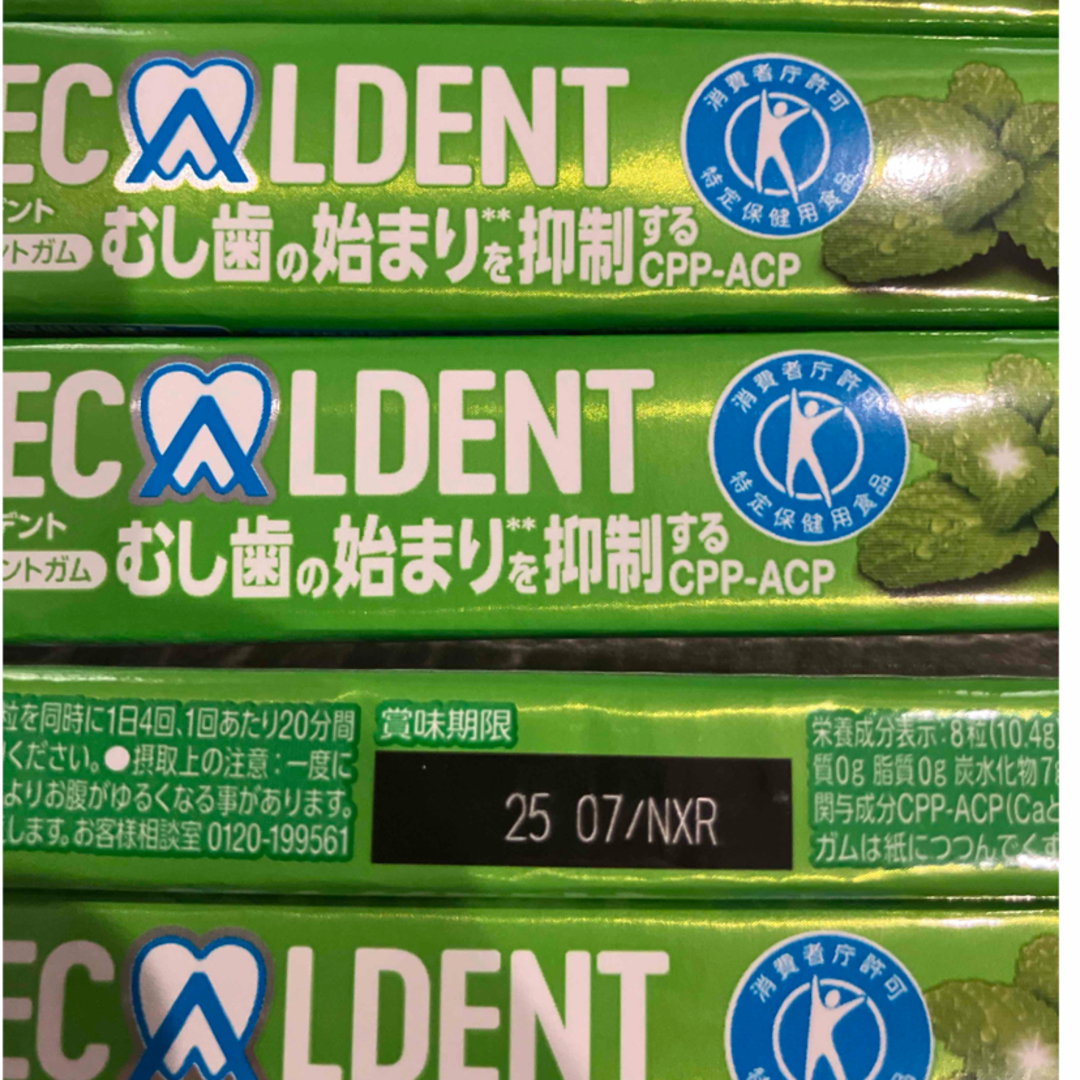 EC LDENT
消費者庁許可
特定保健用食品
デント
ントガム
むし歯の始まり**を抑制する
CPP-ACP
EC LDENT
消費者庁許可
特定保健用食品
デント
ントガム
むし歯の始まり**を抑制する
CPP-ACP
粒を同時に1日4回、1回あたり20分間
ください。●摂取上の注意:一度に
よりお腹がゆるくなる事があります。
します。お客様相談室 0120-199561
賞味期限
25 07/NXR
栄養成分表示:8粒(10.4g
質0g 脂質0g 炭水化物7g
関与成分CPP-ACP(Caと
ガムは紙につつんでくず
EC LDENT
消費者庁許可